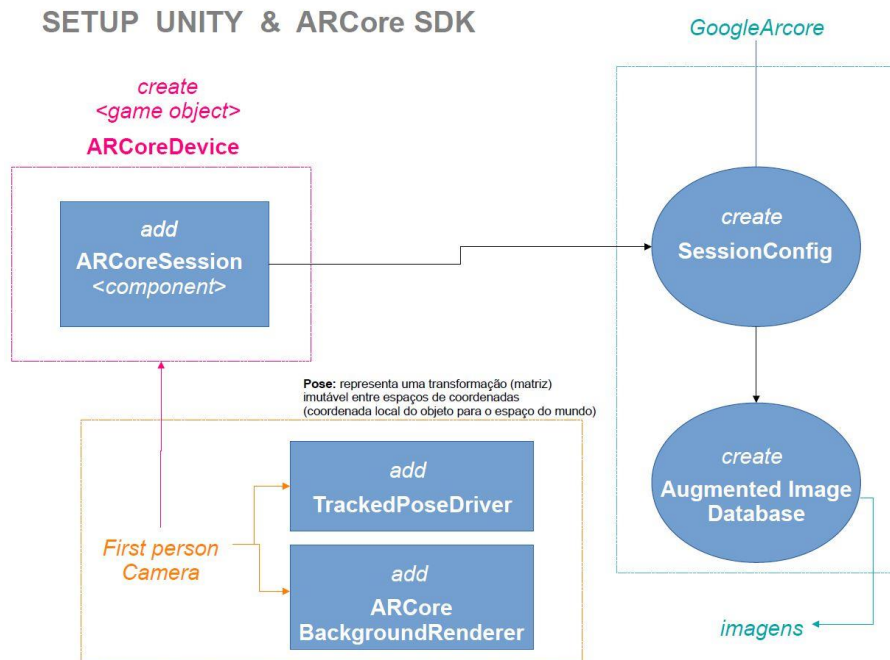 SETUP UNITY & ARCore SDK
GoogleArcore
create
<game object>
ARCoreDevice
add
ARCoreSession
<component>
create
SessionConfig
Pose: representa uma transformação (matriz)
imutável entre espaços de coordenadas
(coordenada local do objeto para o espaço do mundo)
add
TrackedPoseDriver
create
Augmented Image
Database
First person
Camera
add
ARCore
BackgroundRenderer
imagens